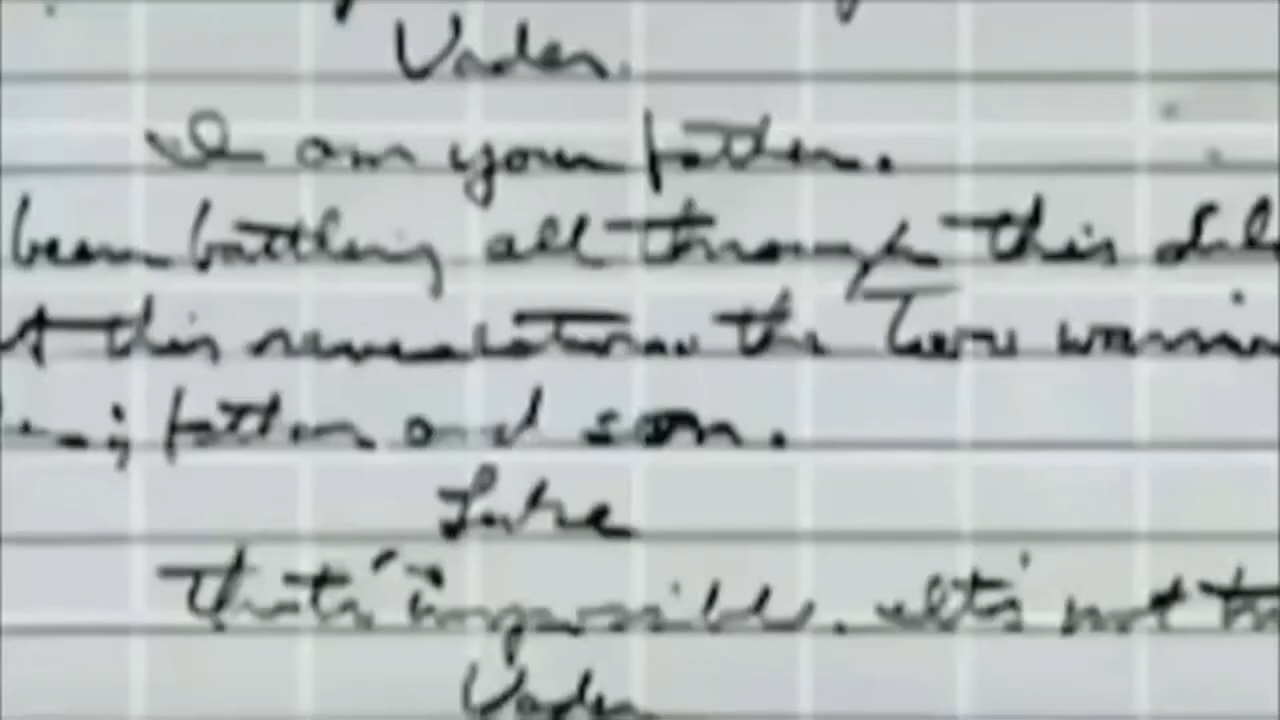 Vader.
I am your father.
been battling all through this
this revelation the two
father and son.
Luke
That's impossible. It's not
Vader